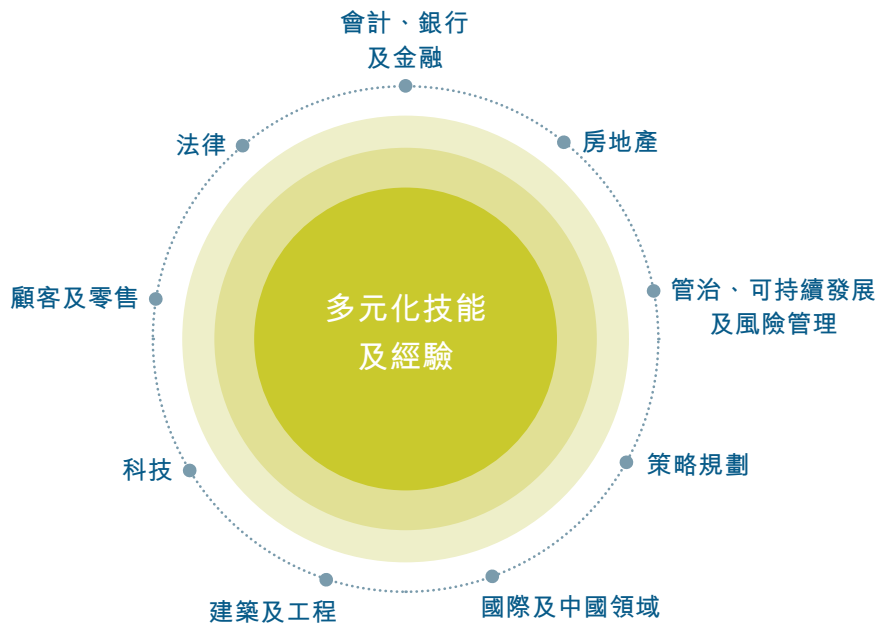 會計、銀行
及金融
房地產
管治、可持續發展
及風險管理
策略規劃
國際及中國領域
建築及工程
科技
顧客及零售
法律
多元化技能
及經驗